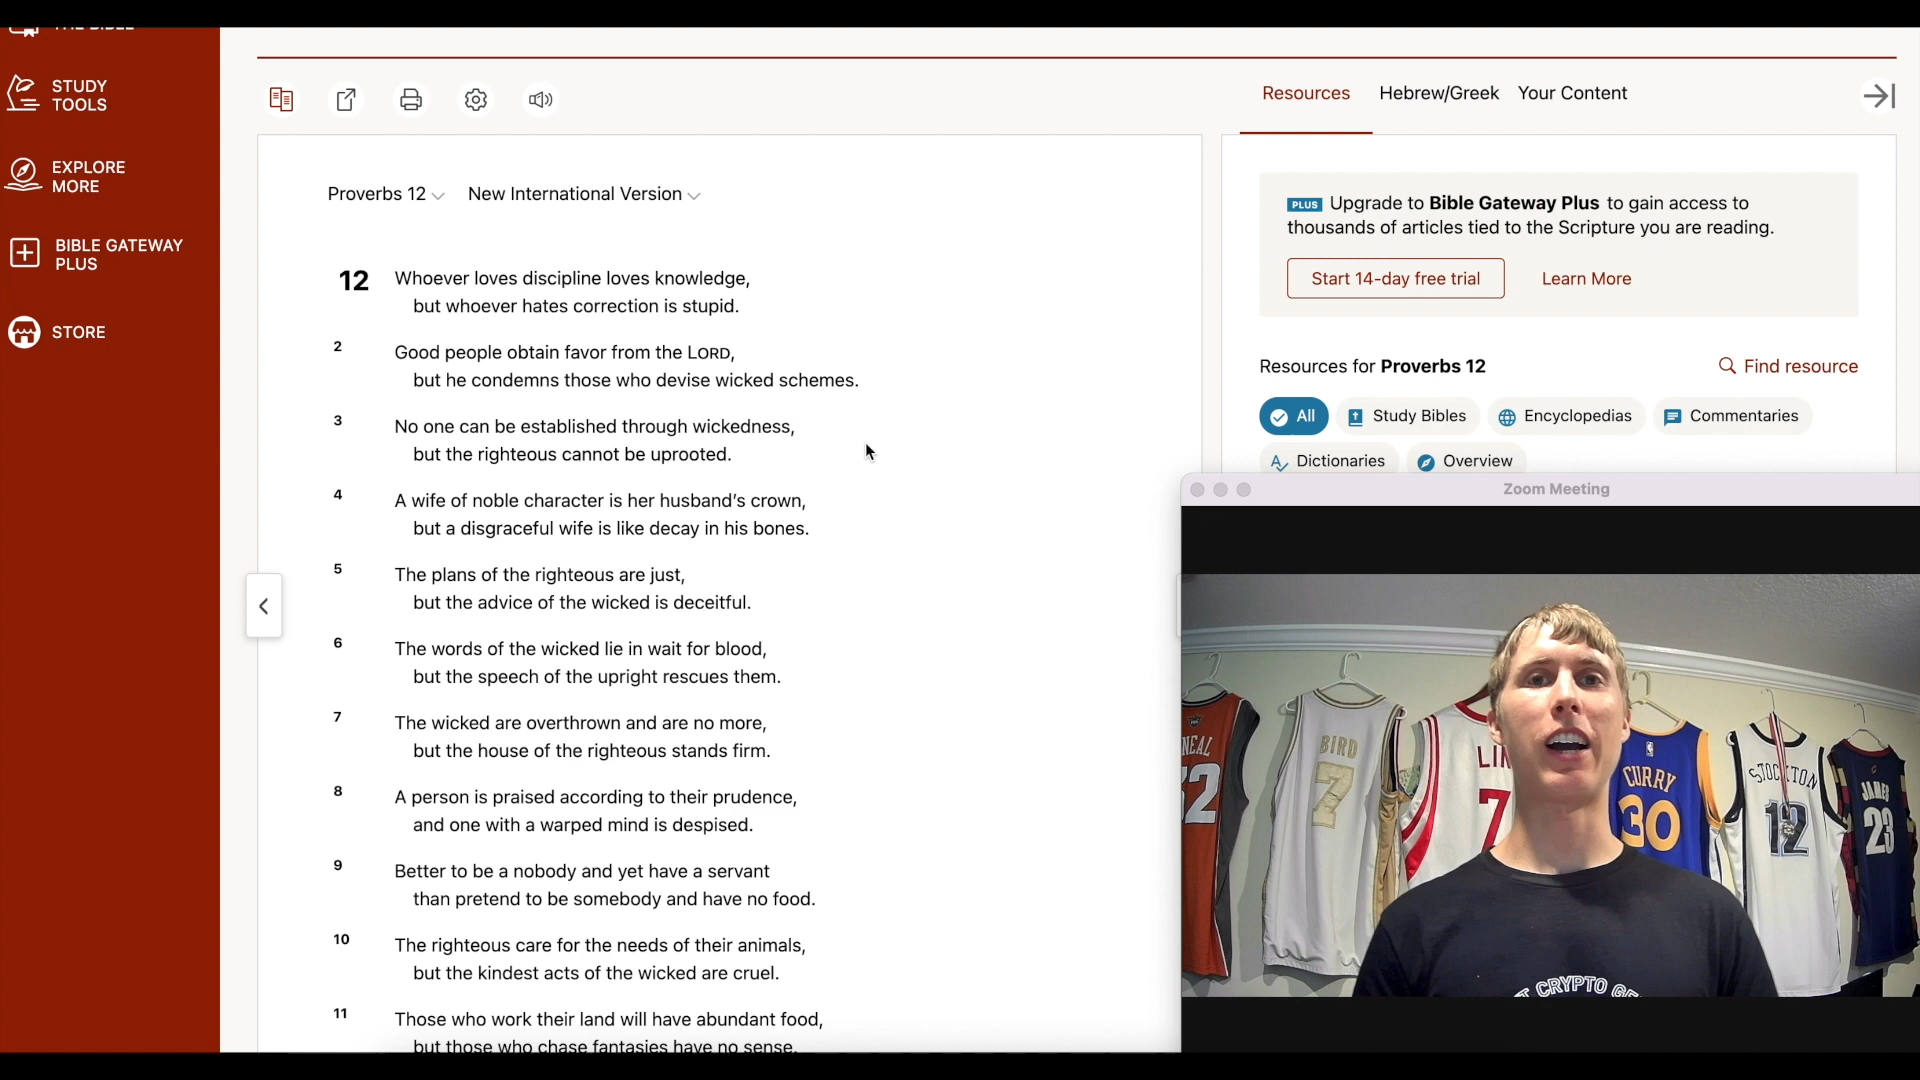 STUDY
TOOLS
EXPLORE
MORE
BIBLE GATEWAY
PLUS
STORE
Resources Hebrew/Greek Your Content
Proverbs 12 New International Version
12 Whoever loves discipline loves knowledge,
but whoever hates correction is stupid.
2 Good people obtain favor from the LORD,
but he condemns those who devise wicked schemes.
3 No one can be established through wickedness,
but the righteous cannot be uprooted.
4 A wife of noble character is her husband's crown,
but a disgraceful wife is like decay in his bones.
5 The plans of the righteous are just,
but the advice of the wicked is deceitful.
6 The words of the wicked lie in wait for blood,
but the speech of the upright rescues them.
7 The wicked are overthrown and are no more,
but the house of the righteous stands firm.
8 A person is praised according to their prudence,
and one with a warped mind is despised.
9 Better to be a nobody and yet have a servant
than pretend to be somebody and have no food.
10 The righteous care for the needs of their animals,
but the kindest acts of the wicked are cruel.
11 Those who work their land will have abundant food,
but those who chase fantasies have no sense.
PLUS Upgrade to Bible Gateway Plus to gain access to
thousands of articles tied to the Scripture you are reading.
Start 14-day free trial Learn More
Resources for Proverbs 12 Find resource
All Study Bibles Encyclopedias Commentaries
Dictionaries Overview
Zoom Meeting
NEAL
32
BIRD
7
LIN
7
CURRY
30
STOCKTON
12
JAMES
23
CRYPTO